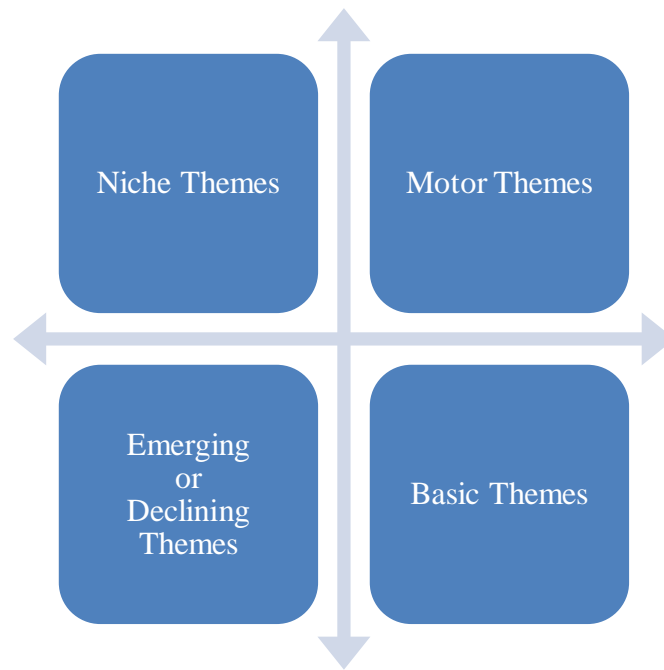 Niche Themes
Motor Themes
Emerging
or
Declining
Themes
Basic Themes